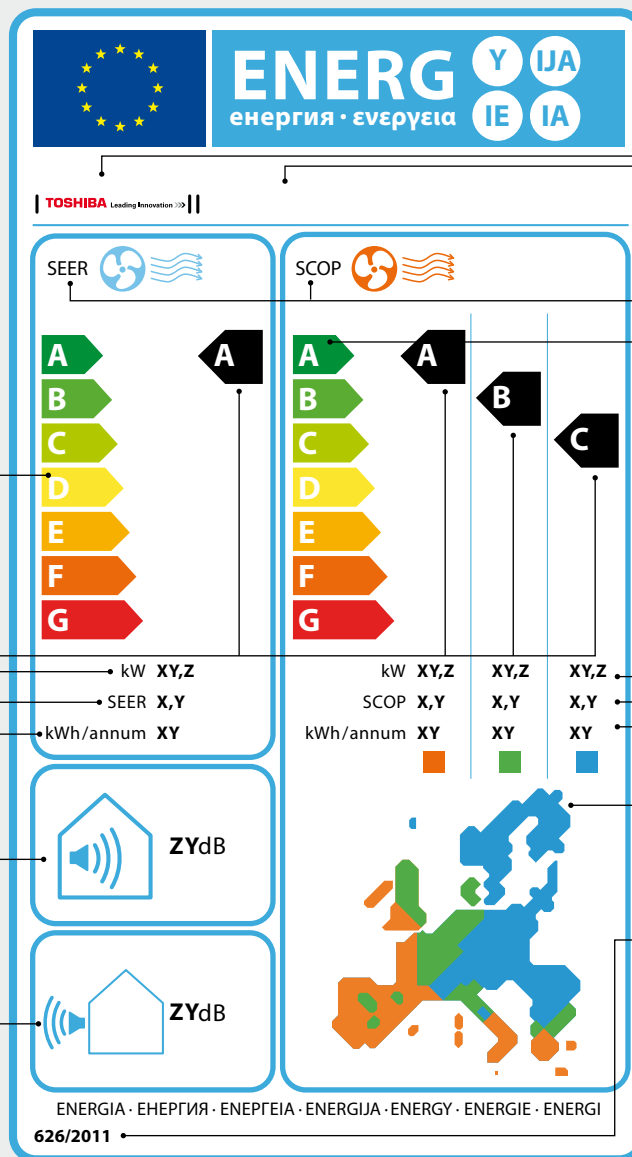 ENERG Y IJA
енергия · ενεργεια IE IA
TOSHIBA Leading Innovation >>>
SEER
SCOP
A A
B
C
D
E
F
G
kW XY,Z
SEER X,Y
kWh/annum XY
A A
B B
C C
D
E
F
G
kW XY,Z XY,Z XY,Z
SCOP X,Y X,Y X,Y
kWh/annum XY XY XY
ZYdB
ZYdB
ENERGIA · ЕНЕРГИЯ · ΕΝΕΡΓΕΙΑ · ENERGIJA · ENERGY · ENERGIE · ENERGI
626/2011